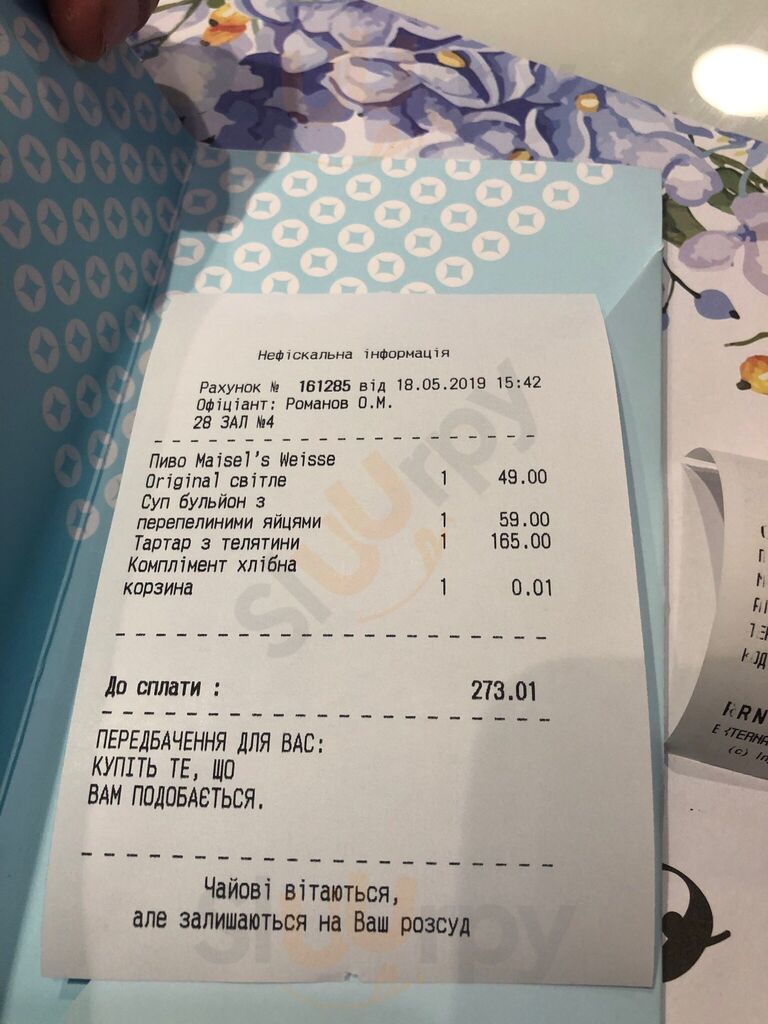 Нефіскальна інформація
Рахунок № 161285 від 18.05.2019 15:42
Офіціант: Романов О.М.
28 ЗАЛ №4
Пиво Maisel's Weisse
Original світле 1 49.00
Суп бульйон з
перепелиними яйцями 1 59.00
Тартар з телятини 1 165.00
Комплімент хлібна
корзина 1 0.01
До сплати : 273.01
ПЕРЕДБАЧЕННЯ ДЛЯ ВАС:
КУПІТЬ ТЕ, ЩО
ВАМ ПОДОБАЄТЬСЯ.
Чайові вітаються,
але залишаються на Ваш розсуд
sluurpy
sluurpy